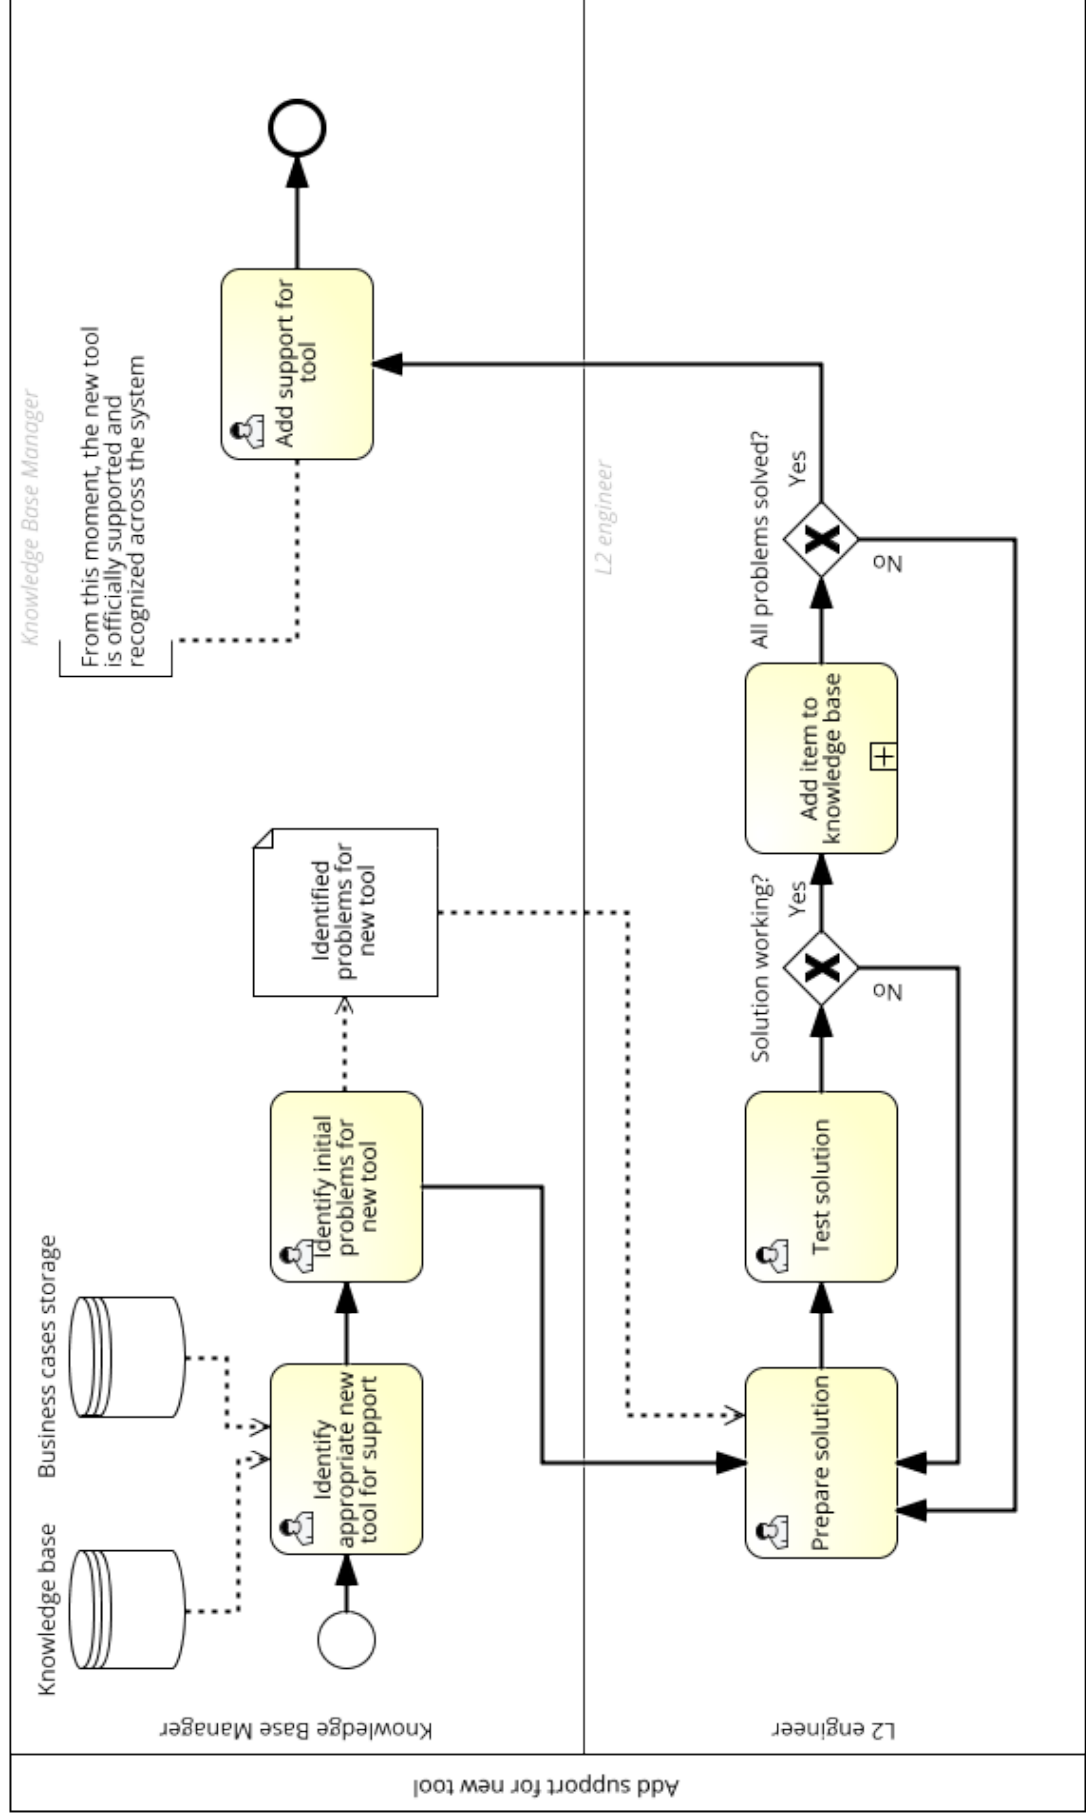 Add support for new tool
Knowledge Base Manager
L2 engineer
Knowledge Base Manager
L2 engineer
Knowledge base
Business cases storage
Identify
appropriate new
tool for support
Identify initial
problems for
new tool
Identified
problems for
new tool
From this moment, the new tool
is officially supported and
recognized across the system
Add support for
tool
Prepare solution
Test solution
Solution working?
Yes
No
Add item to
knowledge base
All problems solved?
Yes
No